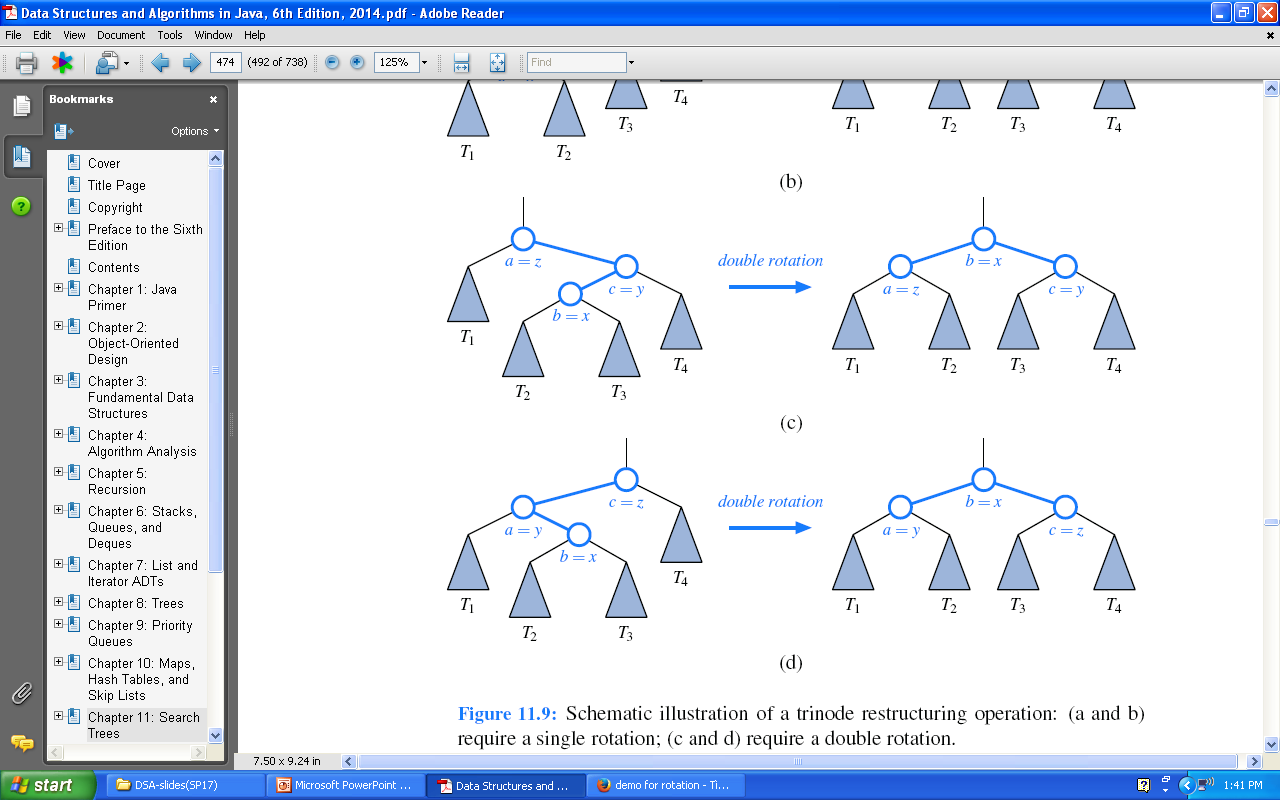 Data Structures and Algorithms in Java, 6th Edition, 2014.pdf - Adobe Reader
File Edit View Document Tools Window Help
474 (492 of 738) 125% Find
Bookmarks
Options
Cover
Title Page
Copyright
Preface to the Sixth
Edition
Contents
Chapter 1: Java
Primer
Chapter 2:
Object-Oriented
Design
Chapter 3:
Fundamental Data
Structures
Chapter 4:
Algorithm Analysis
Chapter 5:
Recursion
Chapter 6: Stacks,
Queues, and
Deques
Chapter 7: List and
Iterator ADTs
Chapter 8: Trees
Chapter 9: Priority
Queues
Chapter 10: Maps,
Hash Tables, and
Skip Lists
Chapter 11: Search
Trees
T4
T3
T1 T2
T1 T2 T3 T4
(b)
a = z
c = y
b = x
T1
T4
T2 T3
double rotation
b = x
a = z c = y
T1 T2 T3 T4
(c)
c = z
a = y
b = x
T4
T1
T2 T3
double rotation
b = x
a = y c = z
T1 T2 T3 T4
(d)
Figure 11.9: Schematic illustration of a trinode restructuring operation: (a and b)
require a single rotation; (c and d) require a double rotation.
7.50 x 9.24 in
start DSA-slides(SP17) Microsoft PowerPoint ... Data Structures and ... demo for rotation - Ti... 1:41 PM